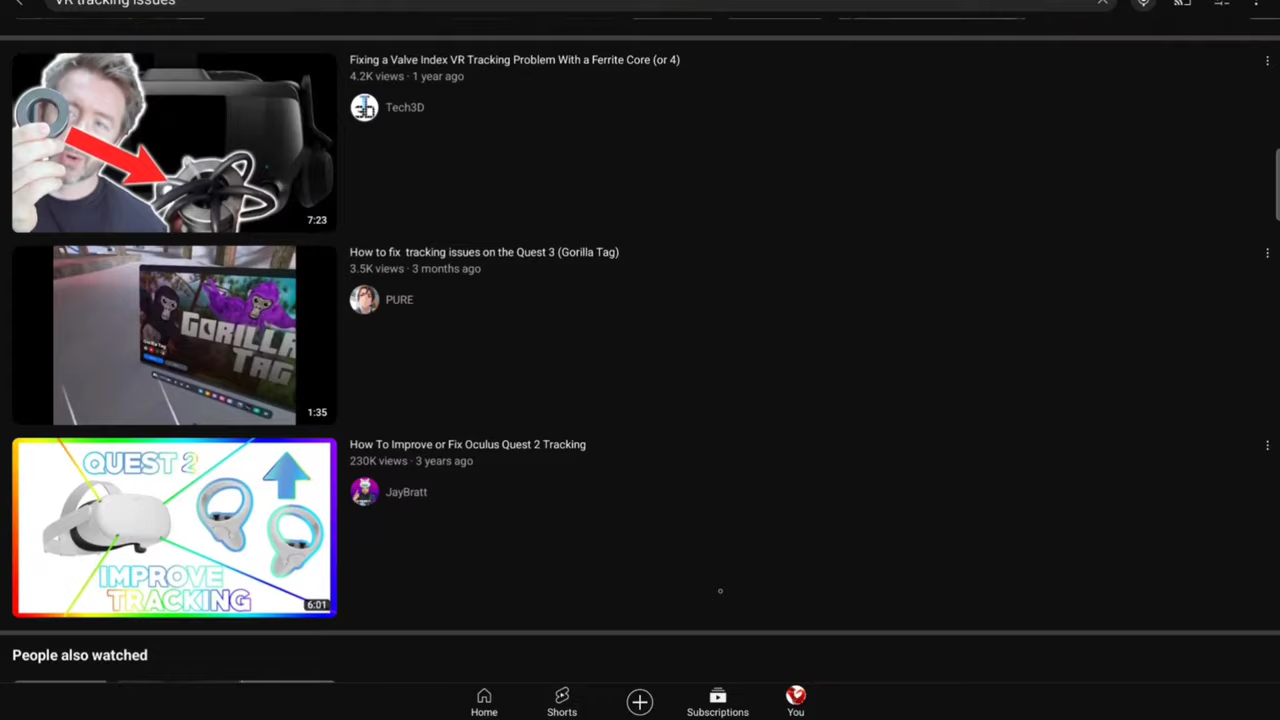 VR tracking issues
Fixing a Valve Index VR Tracking Problem With a Ferrite Core (or 4)
4.2K views · 1 year ago
3D
Tech3D
7:23
How to fix tracking issues on the Quest 3 (Gorilla Tag)
3.5K views · 3 months ago
PURE
GORILLA
TAG
Gorilla Tag
1:35
How To Improve or Fix Oculus Quest 2 Tracking
230K views · 3 years ago
JayBratt
QUEST 2
IMPROVE
TRACKING
6:01
People also watched
Home
Shorts
Subscriptions
You